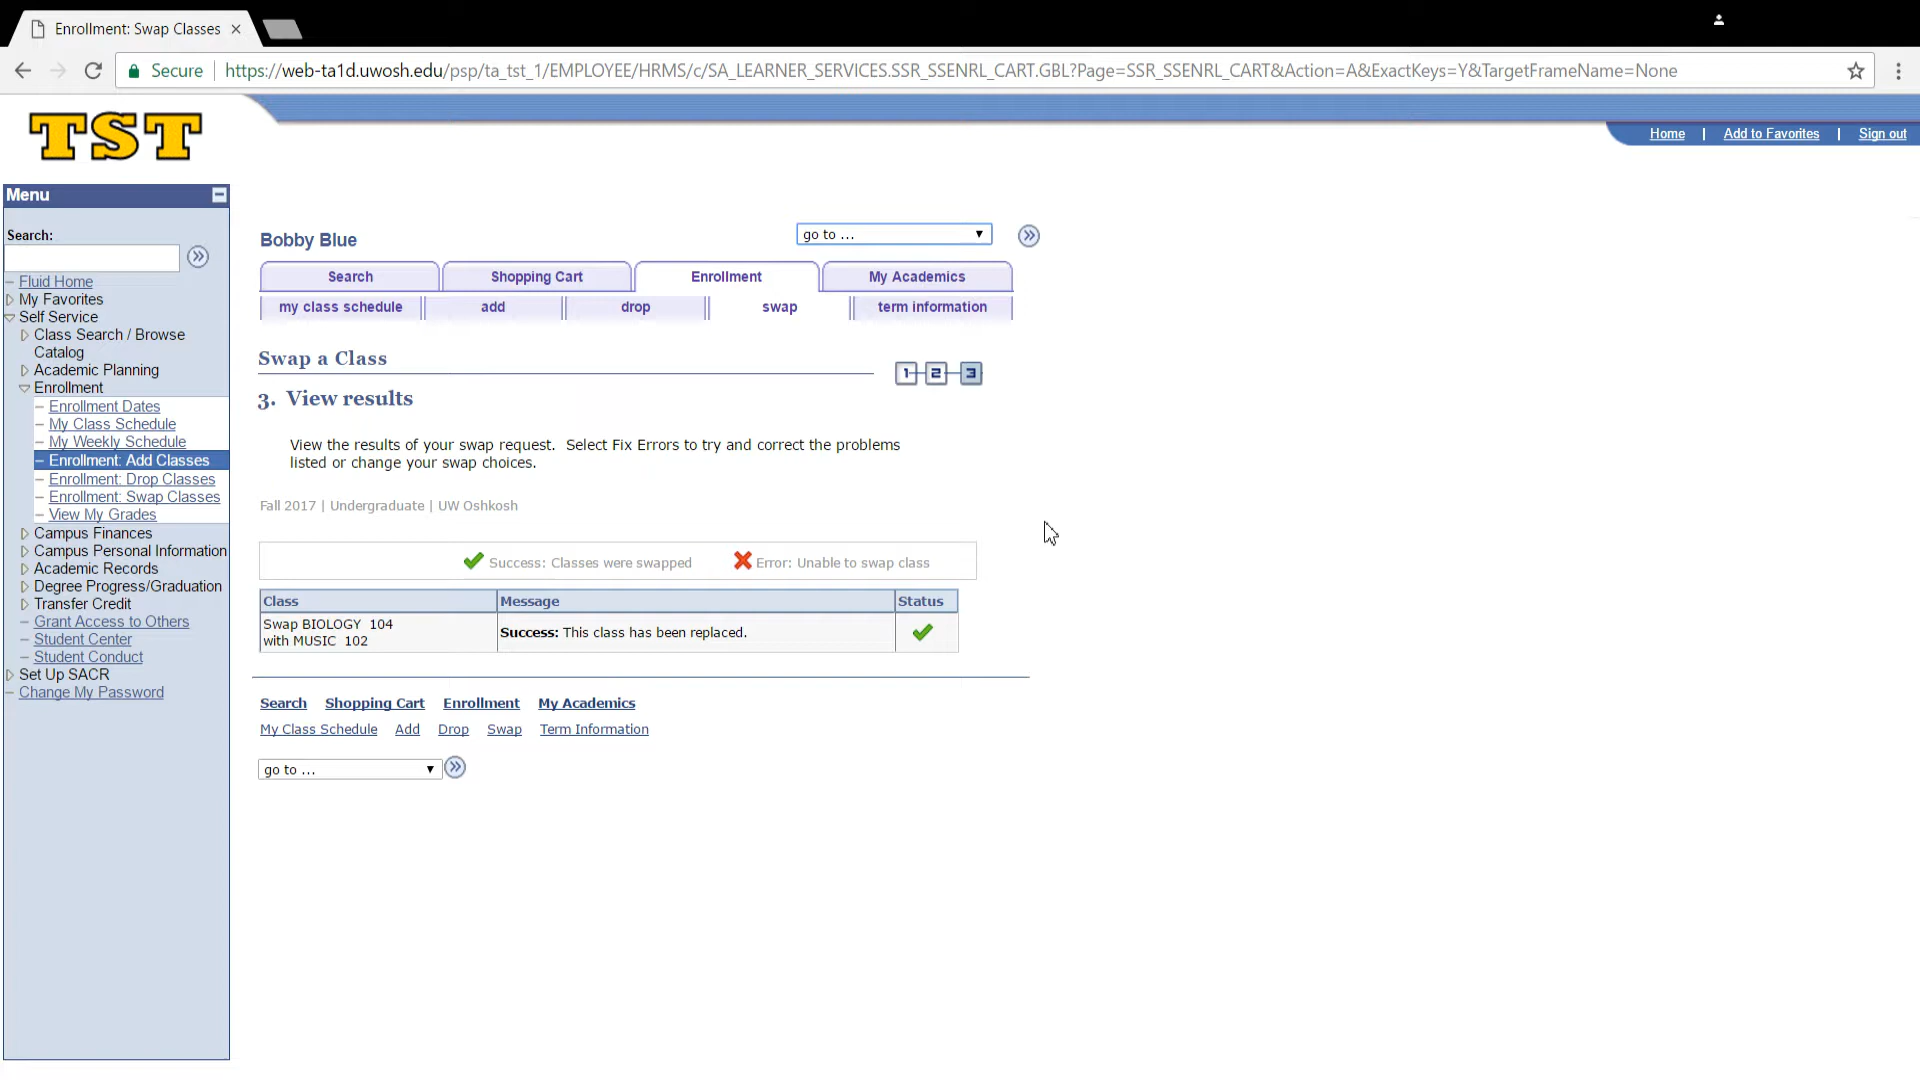 Enrollment: Swap Classes ×
Secure | https://web-ta1d.uwosh.edu/psp/ta_tst_1/EMPLOYEE/HRMS/c/SA_LEARNER_SERVICES.SSR_SSENRL_CART.GBL?Page=SSR_SSENRL_CART&Action=A&ExactKeys=Y&TargetFrameName=None
TST
Home | Add to Favorites | Sign out
Menu
Search:
Fluid Home
My Favorites
Self Service
Class Search / Browse
Catalog
Academic Planning
Enrollment
Enrollment Dates
My Class Schedule
My Weekly Schedule
Enrollment: Add Classes
Enrollment: Drop Classes
Enrollment: Swap Classes
View My Grades
Campus Finances
Campus Personal Information
Academic Records
Degree Progress/Graduation
Transfer Credit
Grant Access to Others
Student Center
Student Conduct
Set Up SACR
Change My Password
Bobby Blue
go to ...
Search Shopping Cart Enrollment My Academics
my class schedule add drop swap term information
Swap a Class
1 2 3
3. View results
View the results of your swap request. Select Fix Errors to try and correct the problems
listed or change your swap choices.
Fall 2017 | Undergraduate | UW Oshkosh
Success: Classes were swapped Error: Unable to swap class
Class Message Status
Swap BIOLOGY 104
with MUSIC 102
Success: This class has been replaced.
Search Shopping Cart Enrollment My Academics
My Class Schedule Add Drop Swap Term Information
go to ...